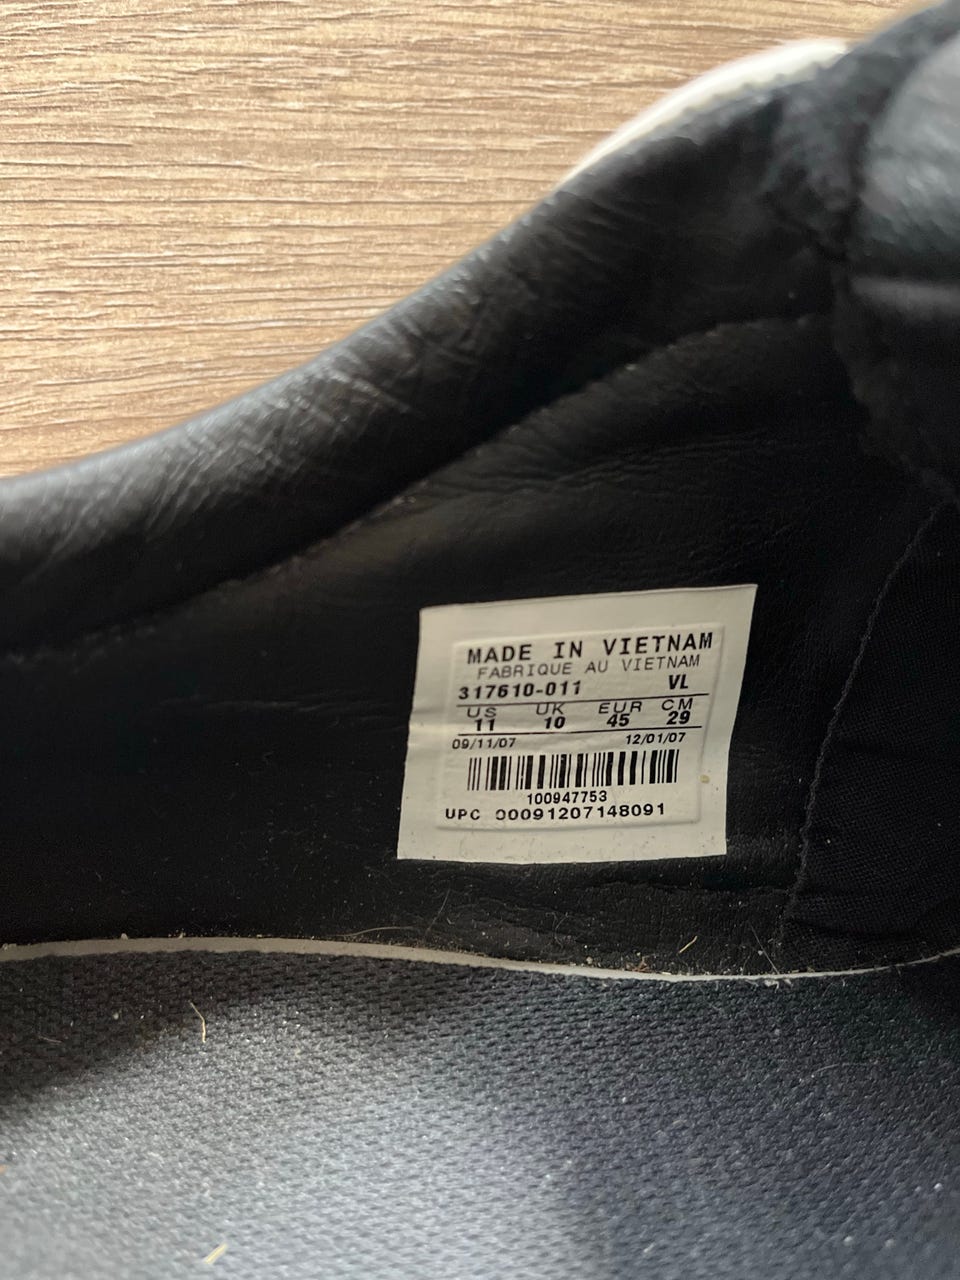 MADE IN VIETNAM
FABRIQUE AU VIETNAM
317610-011 VL
US UK EUR CM
11 10 45 29
09/11/07 12/01/07
100947753
UPC 00091207148091